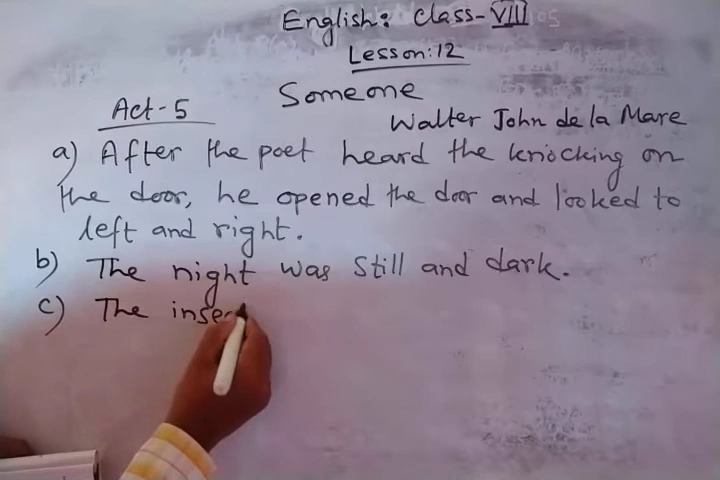 English: Class-VIII
Lesson:12
Someone
Walter John de la Mare
Act-5
a) After the poet heard the knocking on
the door, he opened the door and looked to
left and right.
b) The night was still and dark.
c) The inse